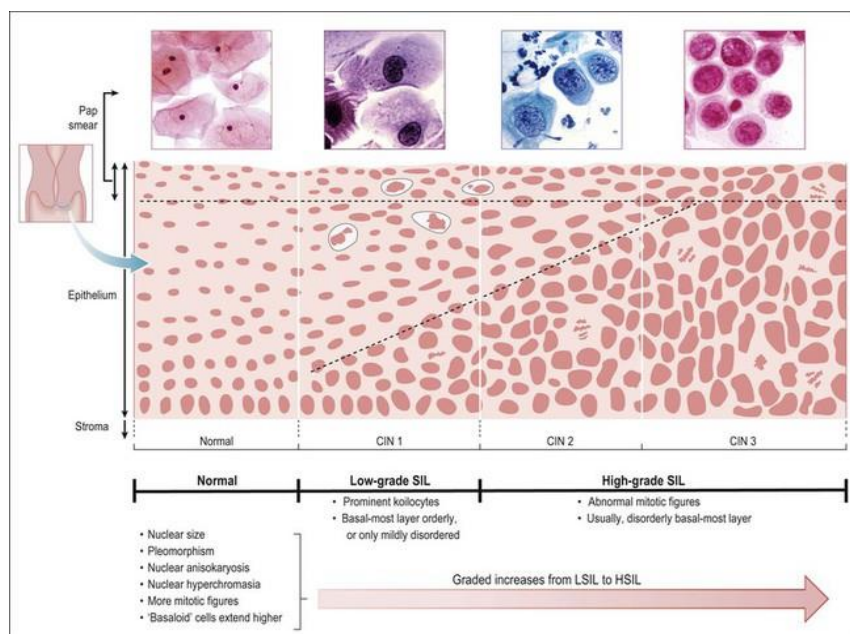 Pap
smear
Epithelium
Stroma
Normal
CIN 1
CIN 2
CIN 3
Normal
Low-grade SIL
High-grade SIL
• Prominent koilocytes
• Basal-most layer orderly,
or only mildly disordered
• Abnormal mitotic figures
• Usually, disorderly basal-most layer
• Nuclear size
• Pleomorphism
• Nuclear anisokaryosis
• Nuclear hyperchromasia
• More mitotic figures
• 'Basaloid' cells extend higher
Graded increases from LSIL to HSIL